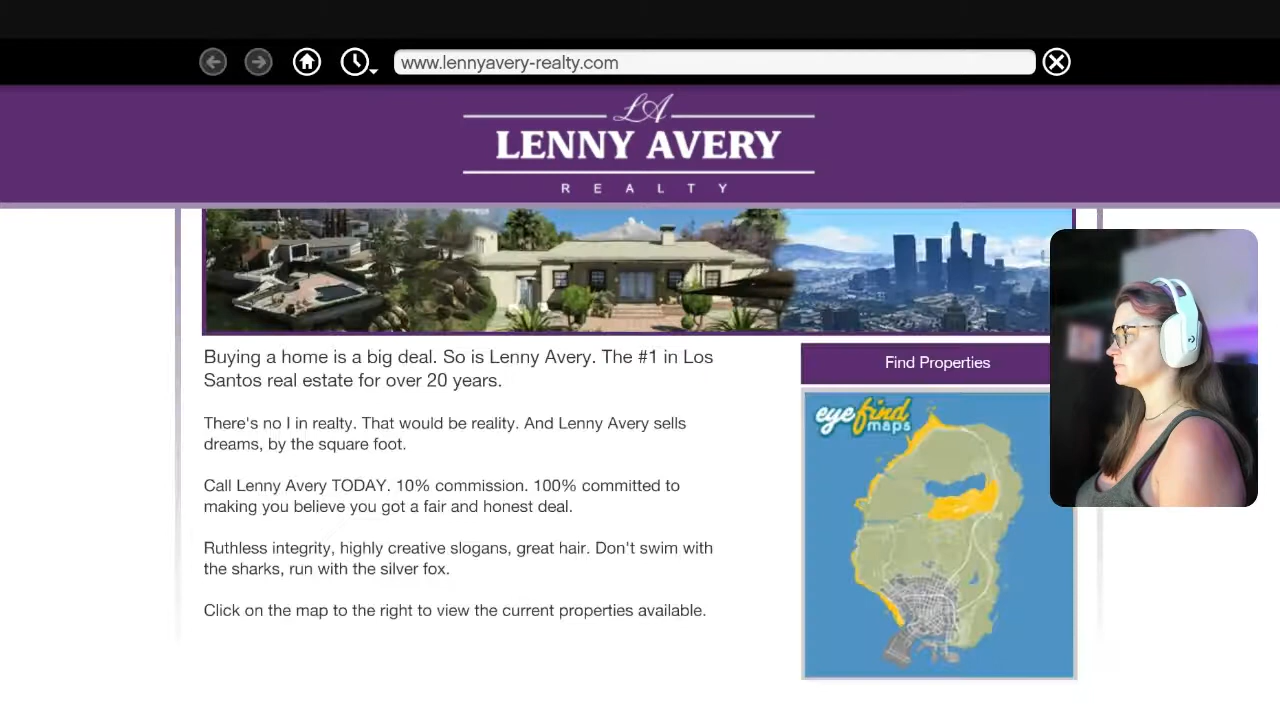 www.lennyavery-realty.com
LA
LENNY AVERY
REALTY
Buying a home is a big deal. So is Lenny Avery. The #1 in Los
Santos real estate for over 20 years.
There's no I in realty. That would be reality. And Lenny Avery sells
dreams, by the square foot.
Call Lenny Avery TODAY. 10% commission. 100% committed to
making you believe you got a fair and honest deal.
Ruthless integrity, highly creative slogans, great hair. Don't swim with
the sharks, run with the silver fox.
Click on the map to the right to view the current properties available.
Find Properties
eyefind
maps